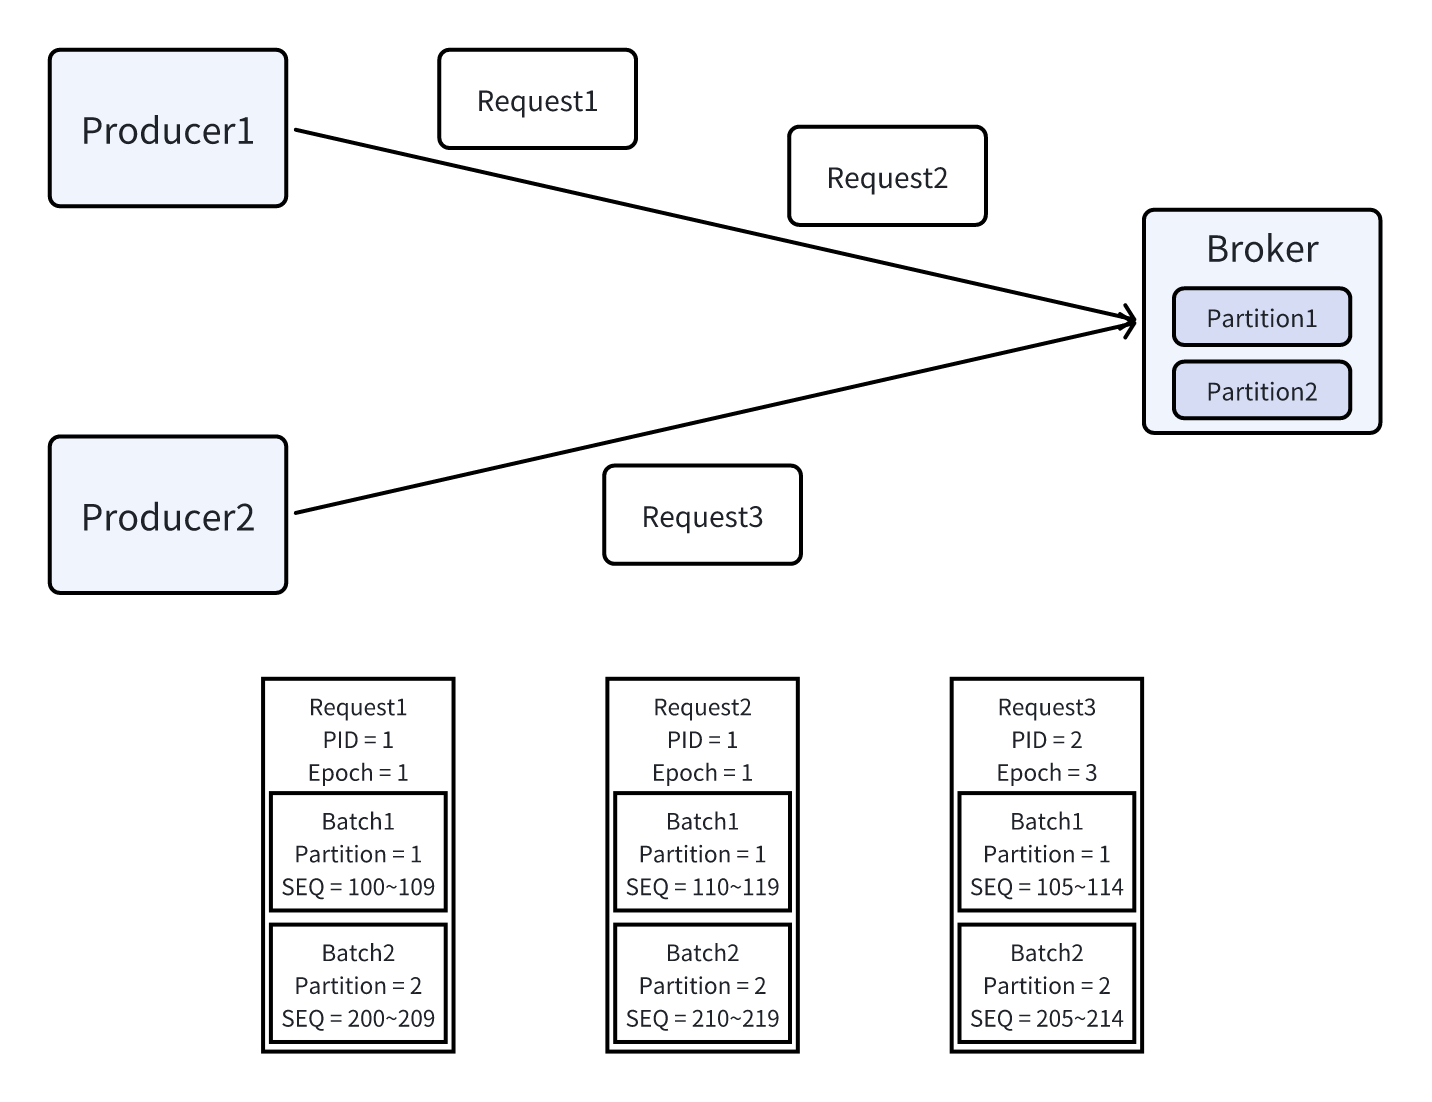 Producer1
Request1
Request2
Broker
Partition1
Partition2
Producer2
Request3
Request1
PID = 1
Epoch = 1
Batch1
Partition = 1
SEQ = 100~109
Batch2
Partition = 2
SEQ = 200~209
Request2
PID = 1
Epoch = 1
Batch1
Partition = 1
SEQ = 110~119
Batch2
Partition = 2
SEQ = 210~219
Request3
PID = 2
Epoch = 3
Batch1
Partition = 1
SEQ = 105~114
Batch2
Partition = 2
SEQ = 205~214